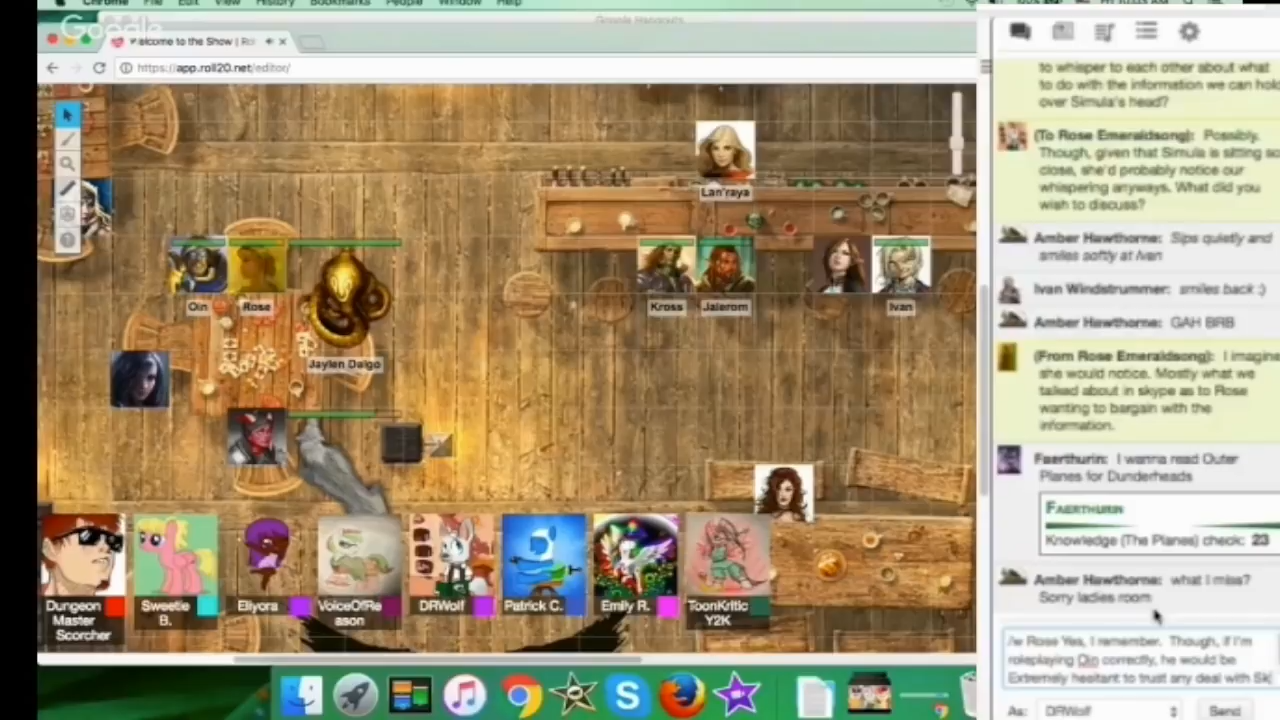 Chrome File Edit View History Bookmarks People Window Help
Google
Google Hangouts
Welcome to the Show | Rol
https://app.roll20.net/editor/
Lan'raya
Oin
Rose
Kross
Jalerom
Ivan
Jaylen Dalgo
Dungeon
Master
Scorcher
Sweetie
B.
Eliyora
VoiceOfRe
ason
DRWolf
Patrick C.
Emily R.
ToonKritic
Y2K
to whisper to each other about what
to do with the information we can hold
over Simula's head?
(To Rose Emeraldsong): Possibly.
Though, given that Simula is sitting so
close, she'd probably notice our
whispering anyways. What did you
wish to discuss?
Amber Hawthorne: Sips quietly and
smiles softly at Ivan
Ivan Windstrummer: smiles back :)
Amber Hawthorne: GAH BRB
(From Rose Emeraldsong): I imagine
she would notice. Mostly what we
talked about in skype as to Rose
wanting to bargain with the
information.
Faerthurin: I wanna read Outer
Planes for Dunderheads
FAERTHURIN
Knowledge (The Planes) check: 23
Amber Hawthorne: what I miss?
Sorry ladies room
/w Rose Yes, I remember. Though, if I'm
roleplaying Oin correctly, he would be
Extremely hesitant to trust any deal with Sk
As: DRWolf
Send